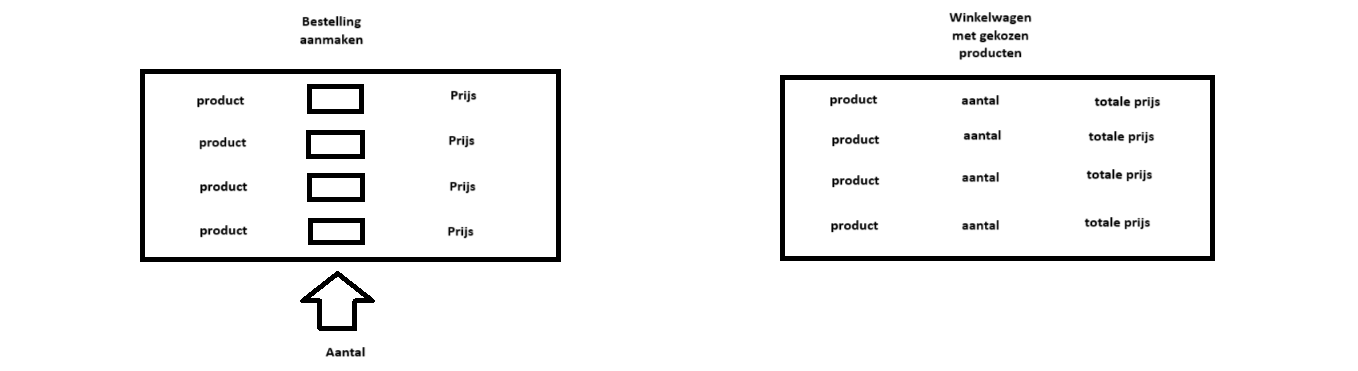 Bestelling
aanmaken
product Prijs
product Prijs
product Prijs
product Prijs
Aantal
Winkelwagen
met gekozen
producten
product aantal totale prijs
product aantal totale prijs
product aantal totale prijs
product aantal totale prijs